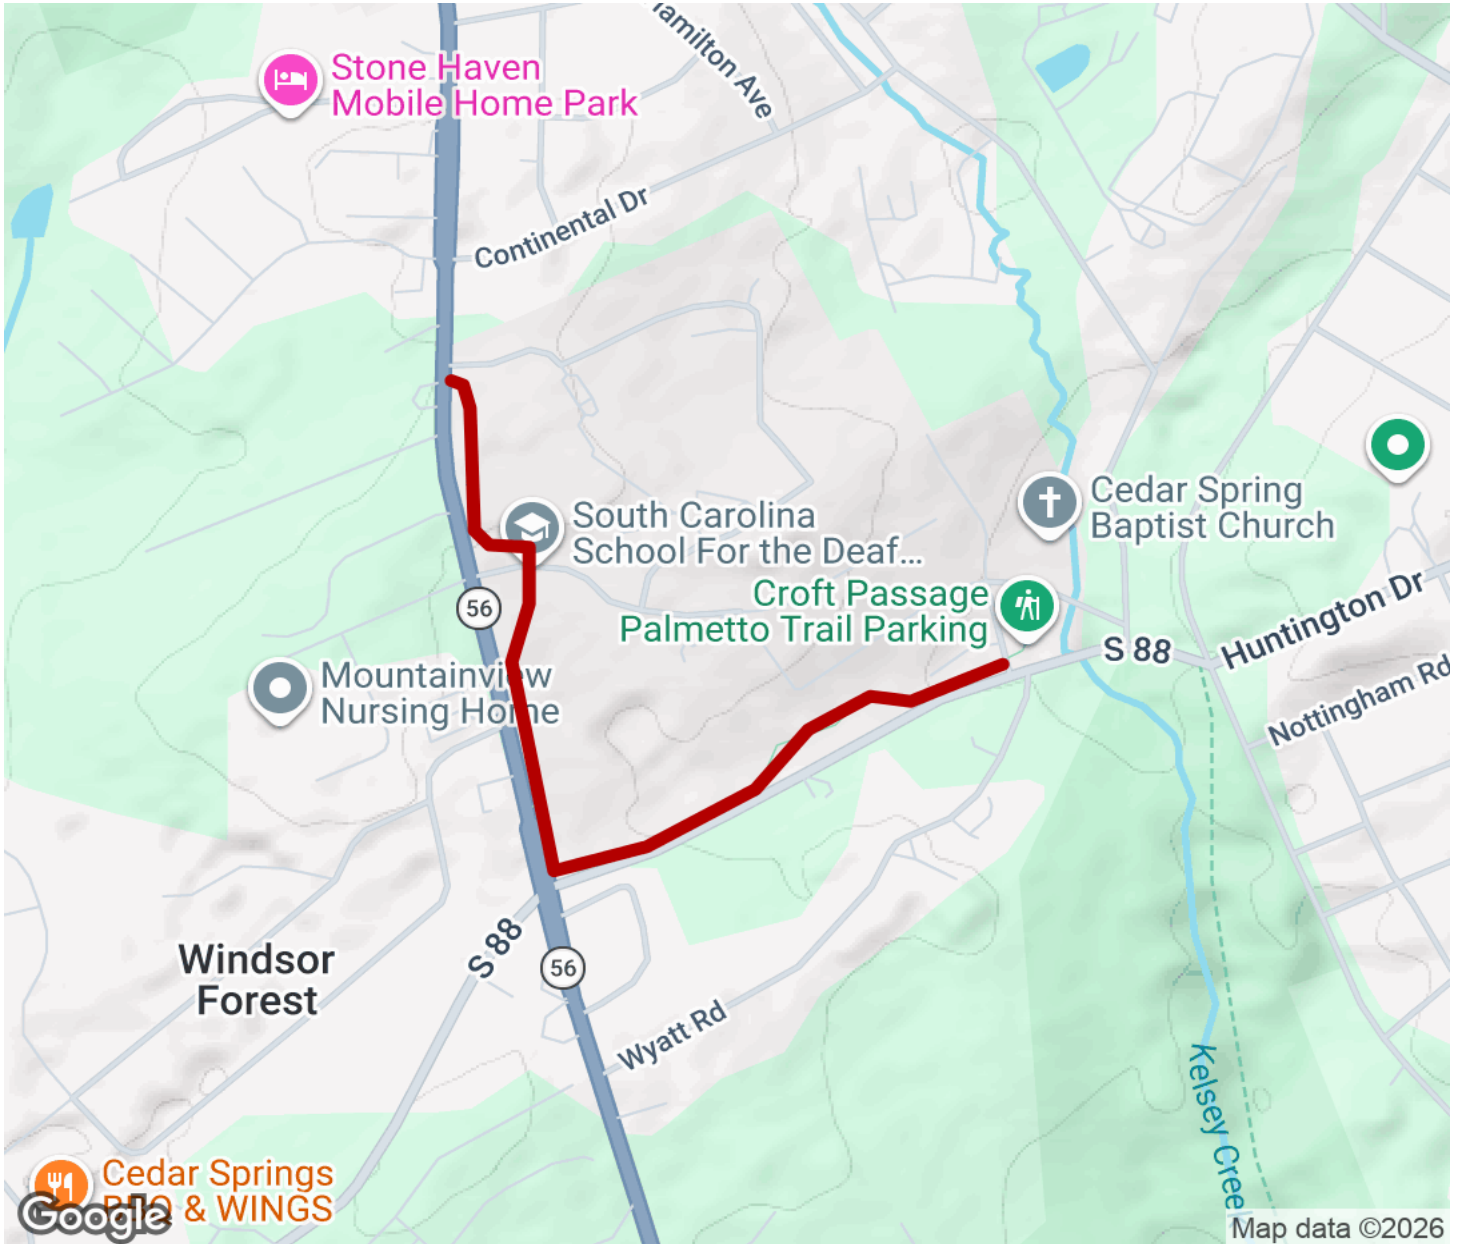 Hamilton Ave
Stone Haven
Mobile Home Park
Continental Dr
South Carolina
School For the Deaf...
Cedar Spring
Baptist Church
Croft Passage
Palmetto Trail Parking
56
S 88
Huntington Dr
Nottingham Rd
Mountainview
Nursing Home
S 88
Windsor
Forest
56
Wyatt Rd
Kelsey Creek
Cedar Springs
BBQ & WINGS
Google
Map data ©2026